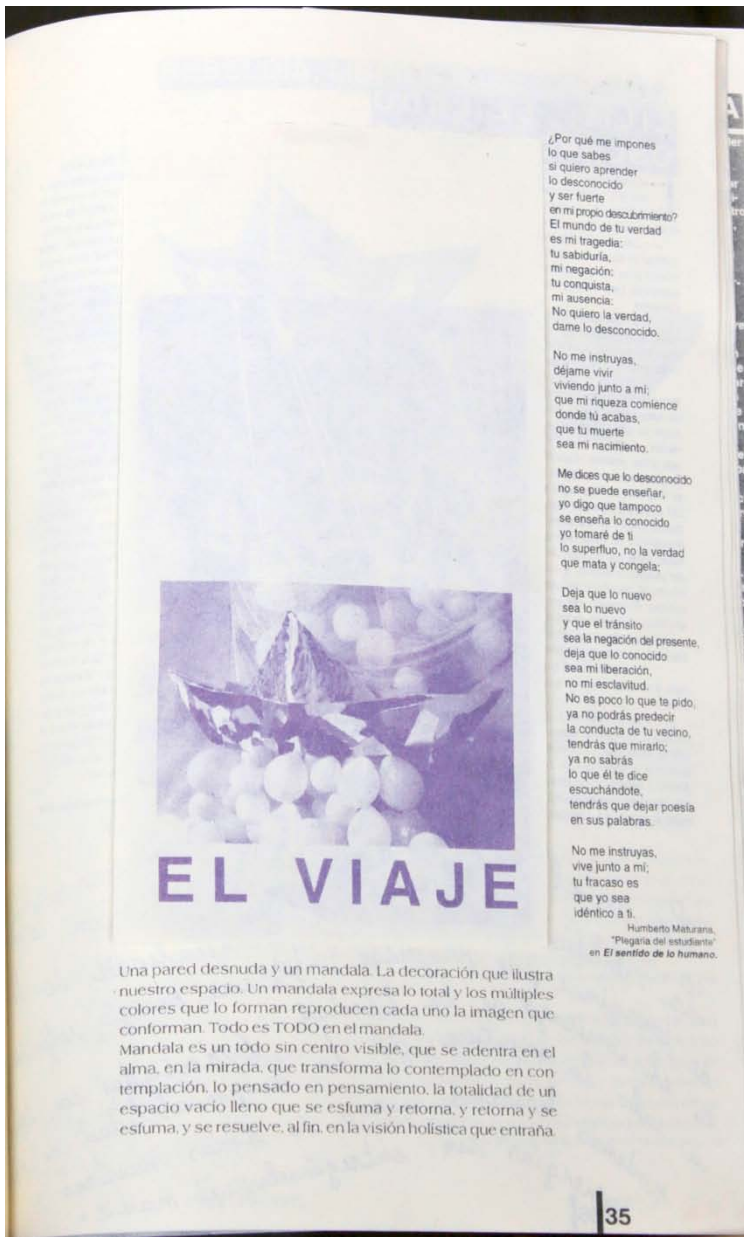 ¿Por qué me impones
lo que sabes
si quiero aprender
lo desconocido
y ser fuerte
en mi propio descubrimiento?
El mundo de tu verdad
es mi tragedia:
tu sabiduría,
mi negación;
tu conquista,
mi ausencia:
No quiero la verdad,
dame lo desconocido.
No me instruyas,
déjame vivir
viviendo junto a mi;
que mi riqueza comience
donde tú acabas,
que tu muerte
sea mi nacimiento.
Me dices que lo desconocido
no se puede enseñar,
yo digo que tampoco
se enseña lo conocido
yo tomaré de ti
lo superfluo, no la verdad
que mata y congela;
Deja que lo nuevo
sea lo nuevo
y que el tránsito
sea la negación del presente,
deja que lo conocido
sea mi liberación,
no mi esclavitud.
No es poco lo que te pido,
ya no podrás predecir
la conducta de tu vecino,
tendrás que mirarlo;
ya no sabrás
lo que él te dice
escuchándote,
tendrás que dejar poesía
en sus palabras.
No me instruyas,
vive junto a mí;
tu fracaso es
que yo sea
idéntico a ti.
Humberto Maturana,
"Plegaria del estudiante"
en El sentido de lo humano.
EL VIAJE
Una pared desnuda y un mandala. La decoración que ilustra
nuestro espacio. Un mandala expresa lo total y los múltiples
colores que lo forman reproducen cada uno la imagen que
conforman. Todo es TODO en el mandala.
Mandala es un todo sin centro visible, que se adentra en el
alma, en la mirada, que transforma lo contemplado en con
templación, lo pensado en pensamiento, la totalidad de un
espacio vacío lleno que se esfuma y retorna, y retorna y se
esfuma, y se resuelve, al fin, en la visión holística que entraña.
35